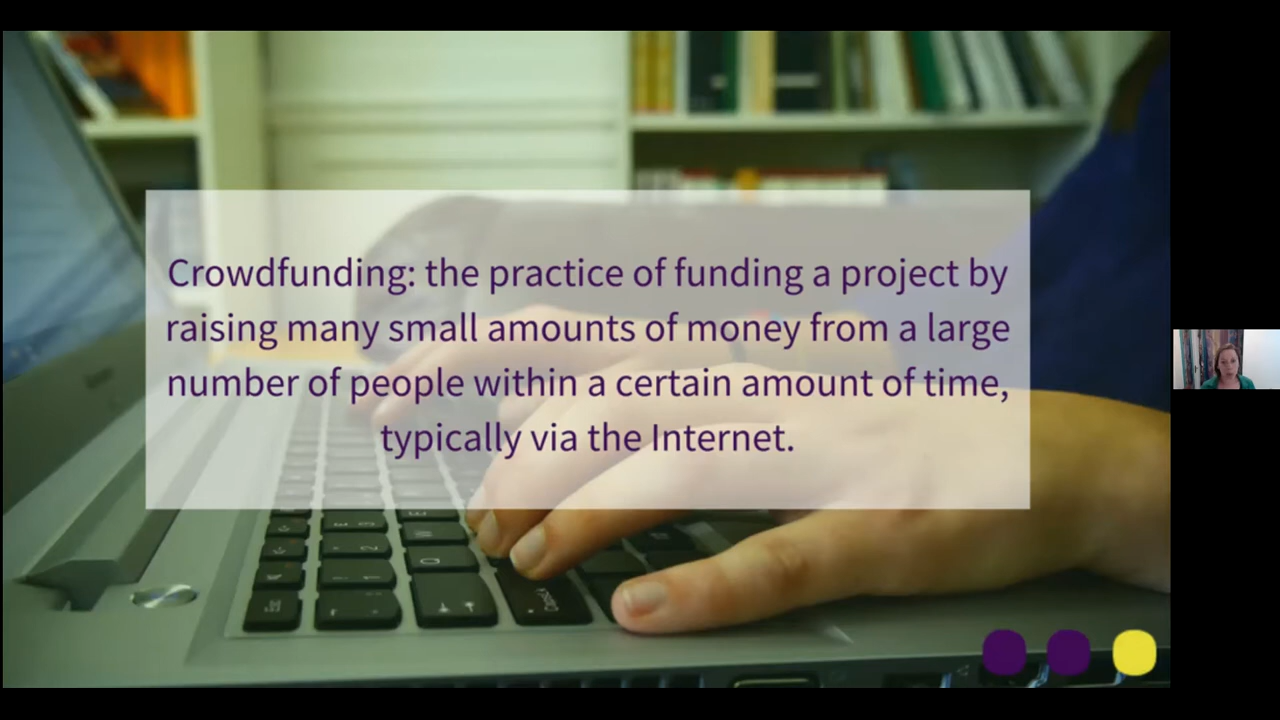 Crowdfunding: the practice of funding a project by
raising many small amounts of money from a large
number of people within a certain amount of time,
typically via the Internet.